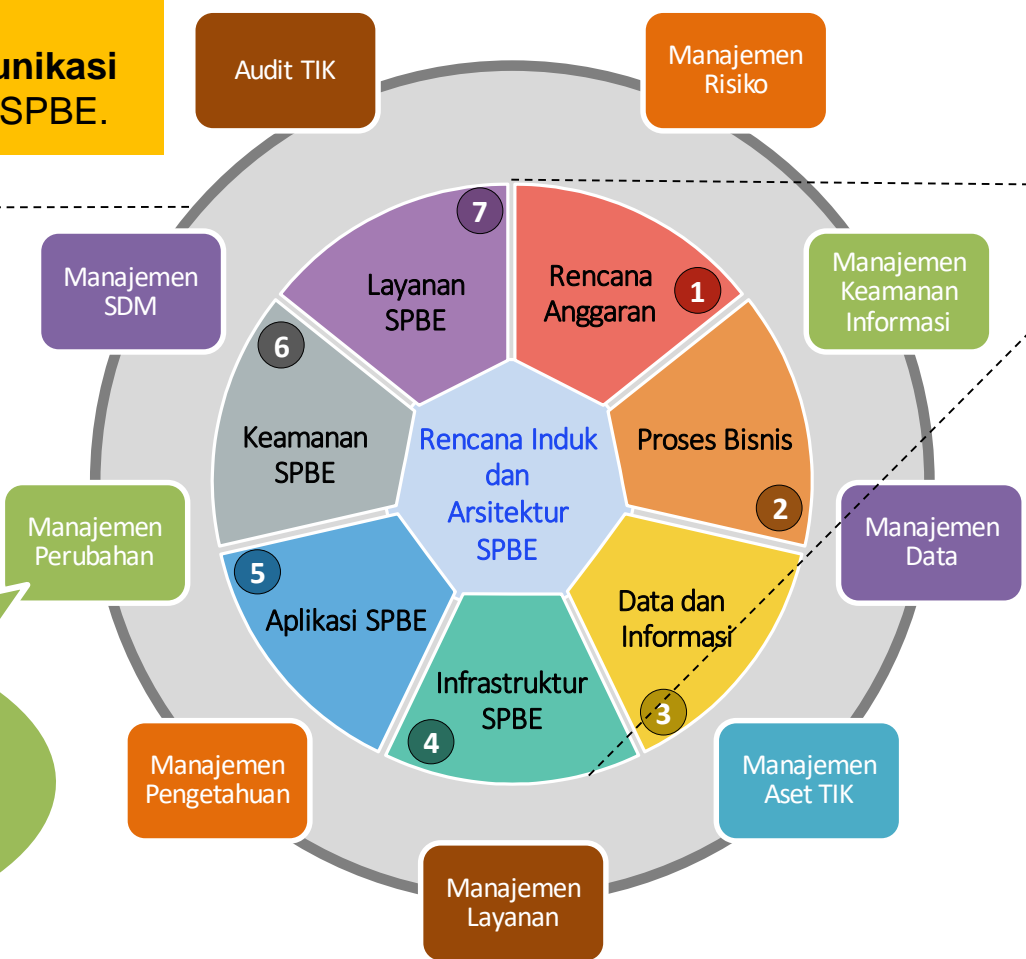 unikasi
SPBE.
Audit TIK
Manajemen
Risiko
Manajemen
SDM
Manajemen
Keamanan
Informasi
7
Layanan
SPBE
Rencana
Anggaran
1
6
Keamanan
SPBE
Rencana Induk
dan
Arsitektur
SPBE
Proses Bisnis
2
Manajemen
Perubahan
Manajemen
Data
5
Aplikasi SPBE
Data dan
Informasi
3
Infrastruktur
SPBE
4
Manajemen
Pengetahuan
Manajemen
Aset TIK
Manajemen
Layanan